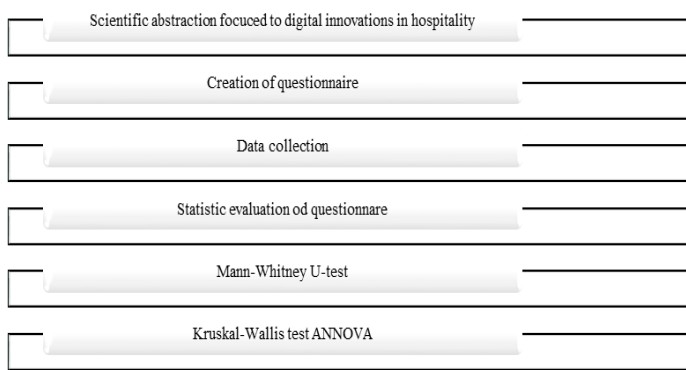 Scientific abstraction focuced to digital innovations in hospitality
Creation of questionnaire
Data collection
Statistic evaluation od questionnare
Mann-Whitney U-test
Kruskal-Wallis test ANNOVA